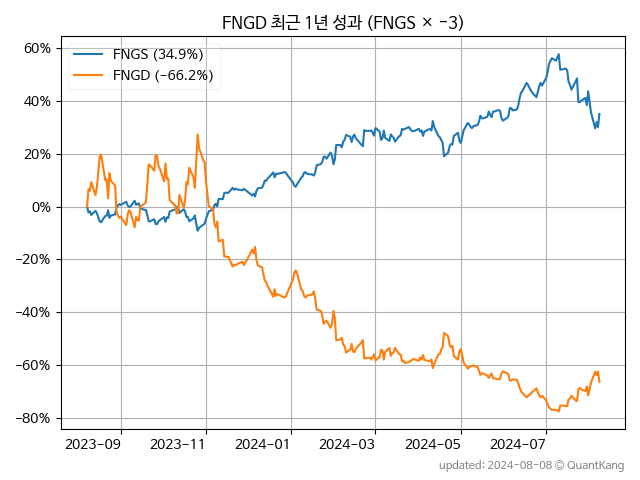 FNGD 최근 1년 성과 (FNGS × −3)
FNGS (34.9%)
FNGD (−66.2%)
60%
40%
20%
0%
−20%
−40%
−60%
−80%
2023−09 2023−11 2024−01 2024−03 2024−05 2024−07
updated: 2024-08-08 © QuantKang